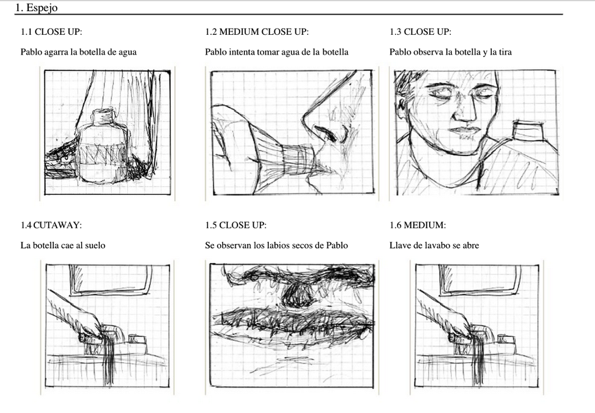 1. Espejo
1.1 CLOSE UP:
Pablo agarra la botella de agua
1.2 MEDIUM CLOSE UP:
Pablo intenta tomar agua de la botella
1.3 CLOSE UP:
Pablo observa la botella y la tira
1.4 CUTAWAY:
La botella cae al suelo
1.5 CLOSE UP:
Se observan los labios secos de Pablo
1.6 MEDIUM:
Llave de lavabo se abre